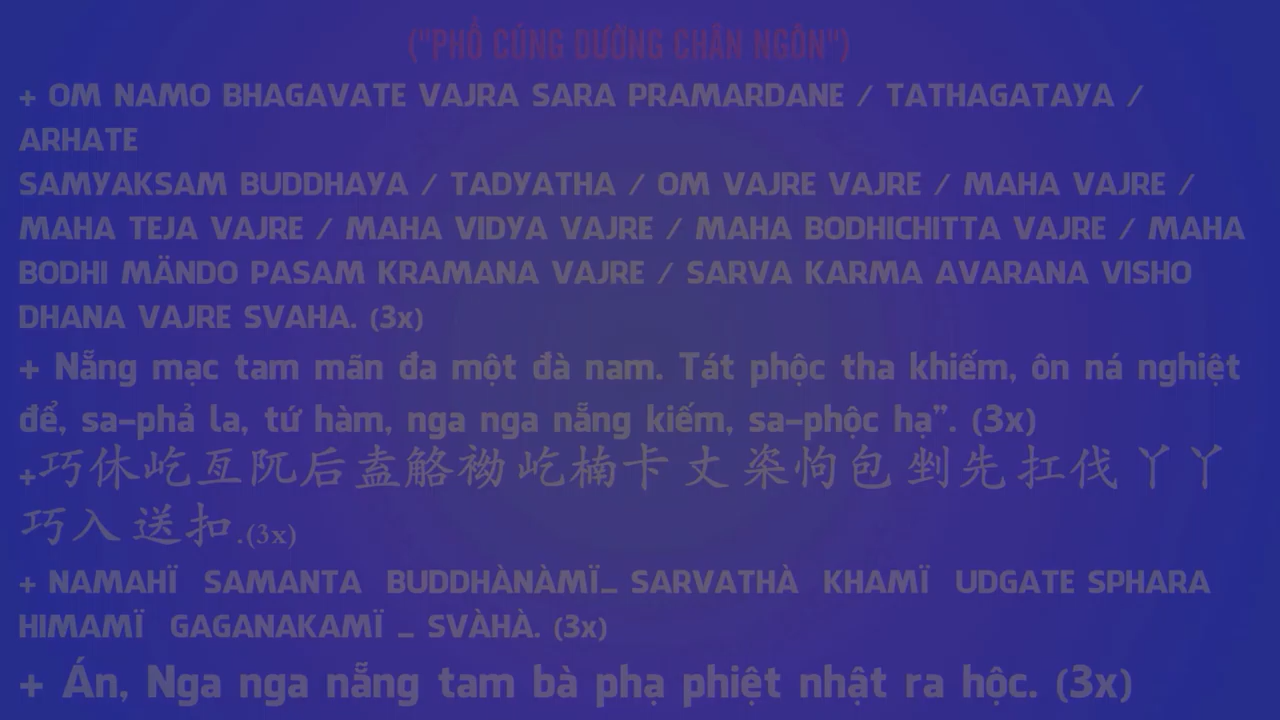 ("PHỔ CÚNG DƯỜNG CHÂN NGÔN")
+ OM NAMO BHAGAVATE VAJRA SARA PRAMARDANE / TATHAGATAYA /
ARHATE
SAMYAKSAM BUDDHAYA / TADYATHA / OM VAJRE VAJRE / MAHA VAJRE /
MAHA TEJA VAJRE / MAHA VIDYA VAJRE / MAHA BODHICHITTA VAJRE / MAHA
BODHI MÄNDO PASAM KRAMANA VAJRE / SARVA KARMA AVARANA VISHO
DHANA VAJRE SVAHA. (3x)
+ Nẵng mạc tam mãn đa một đà nam. Tát phộc tha khiếm, ôn ná nghiệt
để, sa-phả la, tứ hàm, nga nga nẵng kiếm, sa-phộc hạ”. (3x)
+巧休屹亙阢后盍觡袎屹楠卡丈姿怐包剉先扛伐丫丫
巧入送扣.(3x)
+ NAMAHÏ SAMANTA BUDDHÀNÀMÏ_ SARVATHÀ KHAMÏ UDGATE SPHARA
HIMAMÏ GAGANAKAMÏ _ SVÀHÀ. (3x)
+ Án, Nga nga nẵng tam bà phạ phiệt nhật ra hộc. (3x)